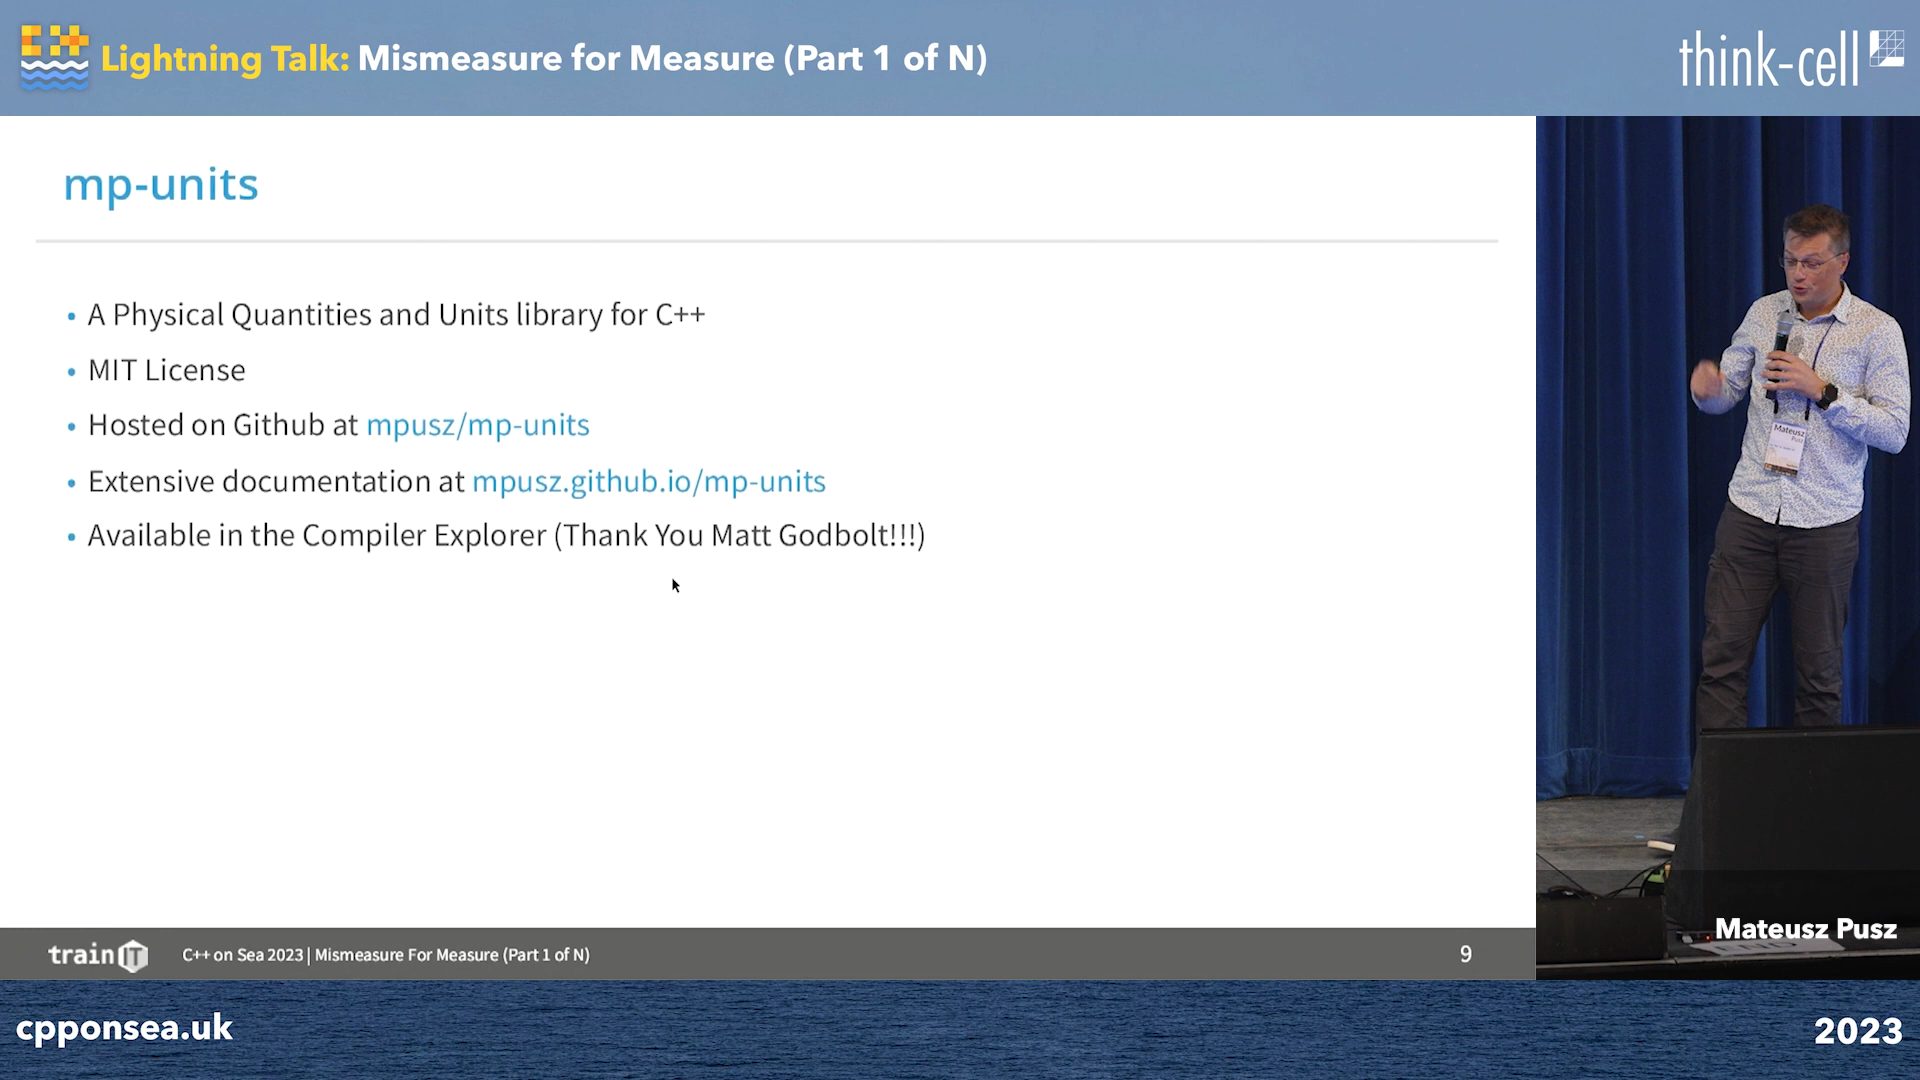 Lightning Talk: Mismeasure for Measure (Part 1 of N)
think-cell
mp-units
• A Physical Quantities and Units library for C++
• MIT License
• Hosted on Github at mpusz/mp-units
• Extensive documentation at mpusz.github.io/mp-units
• Available in the Compiler Explorer (Thank You Matt Godbolt!!!)
Mateusz
Pusz
Mateusz Pusz
train IT
C++ on Sea 2023 | Mismeasure For Measure (Part 1 of N)
9
cpponsea.uk
2023